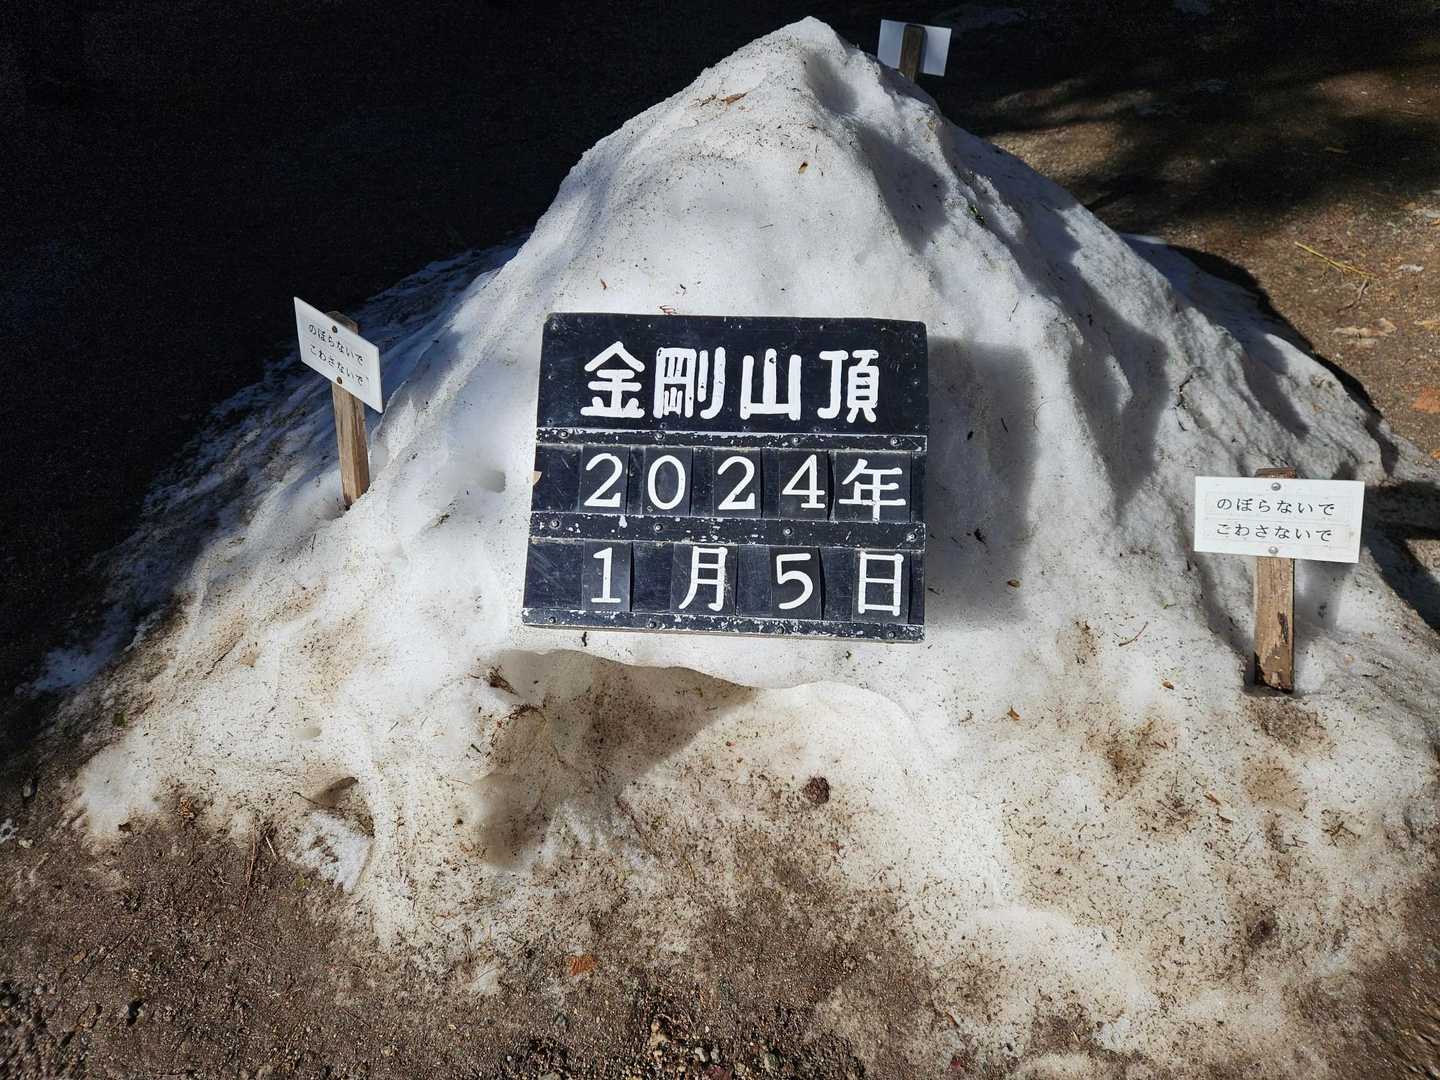 金剛山頂
2024年
1月5日
のぼらないで
こわさないで
のぼらないで
こわさないで